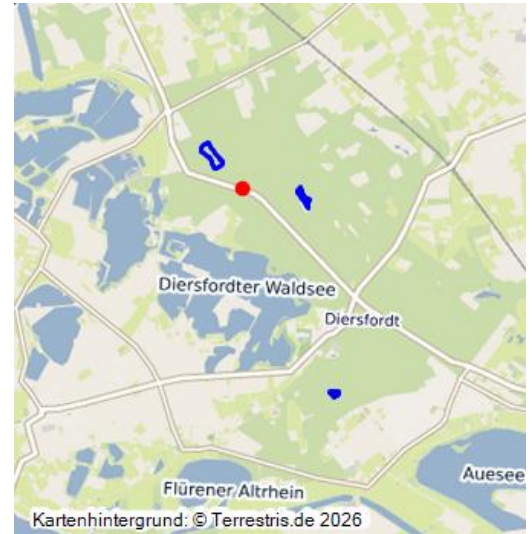 Diersfordter Waldsee
Diersfordt
Auesee
Flürener Altrhein
Kartenhintergrund: © Terrestris.de 2026